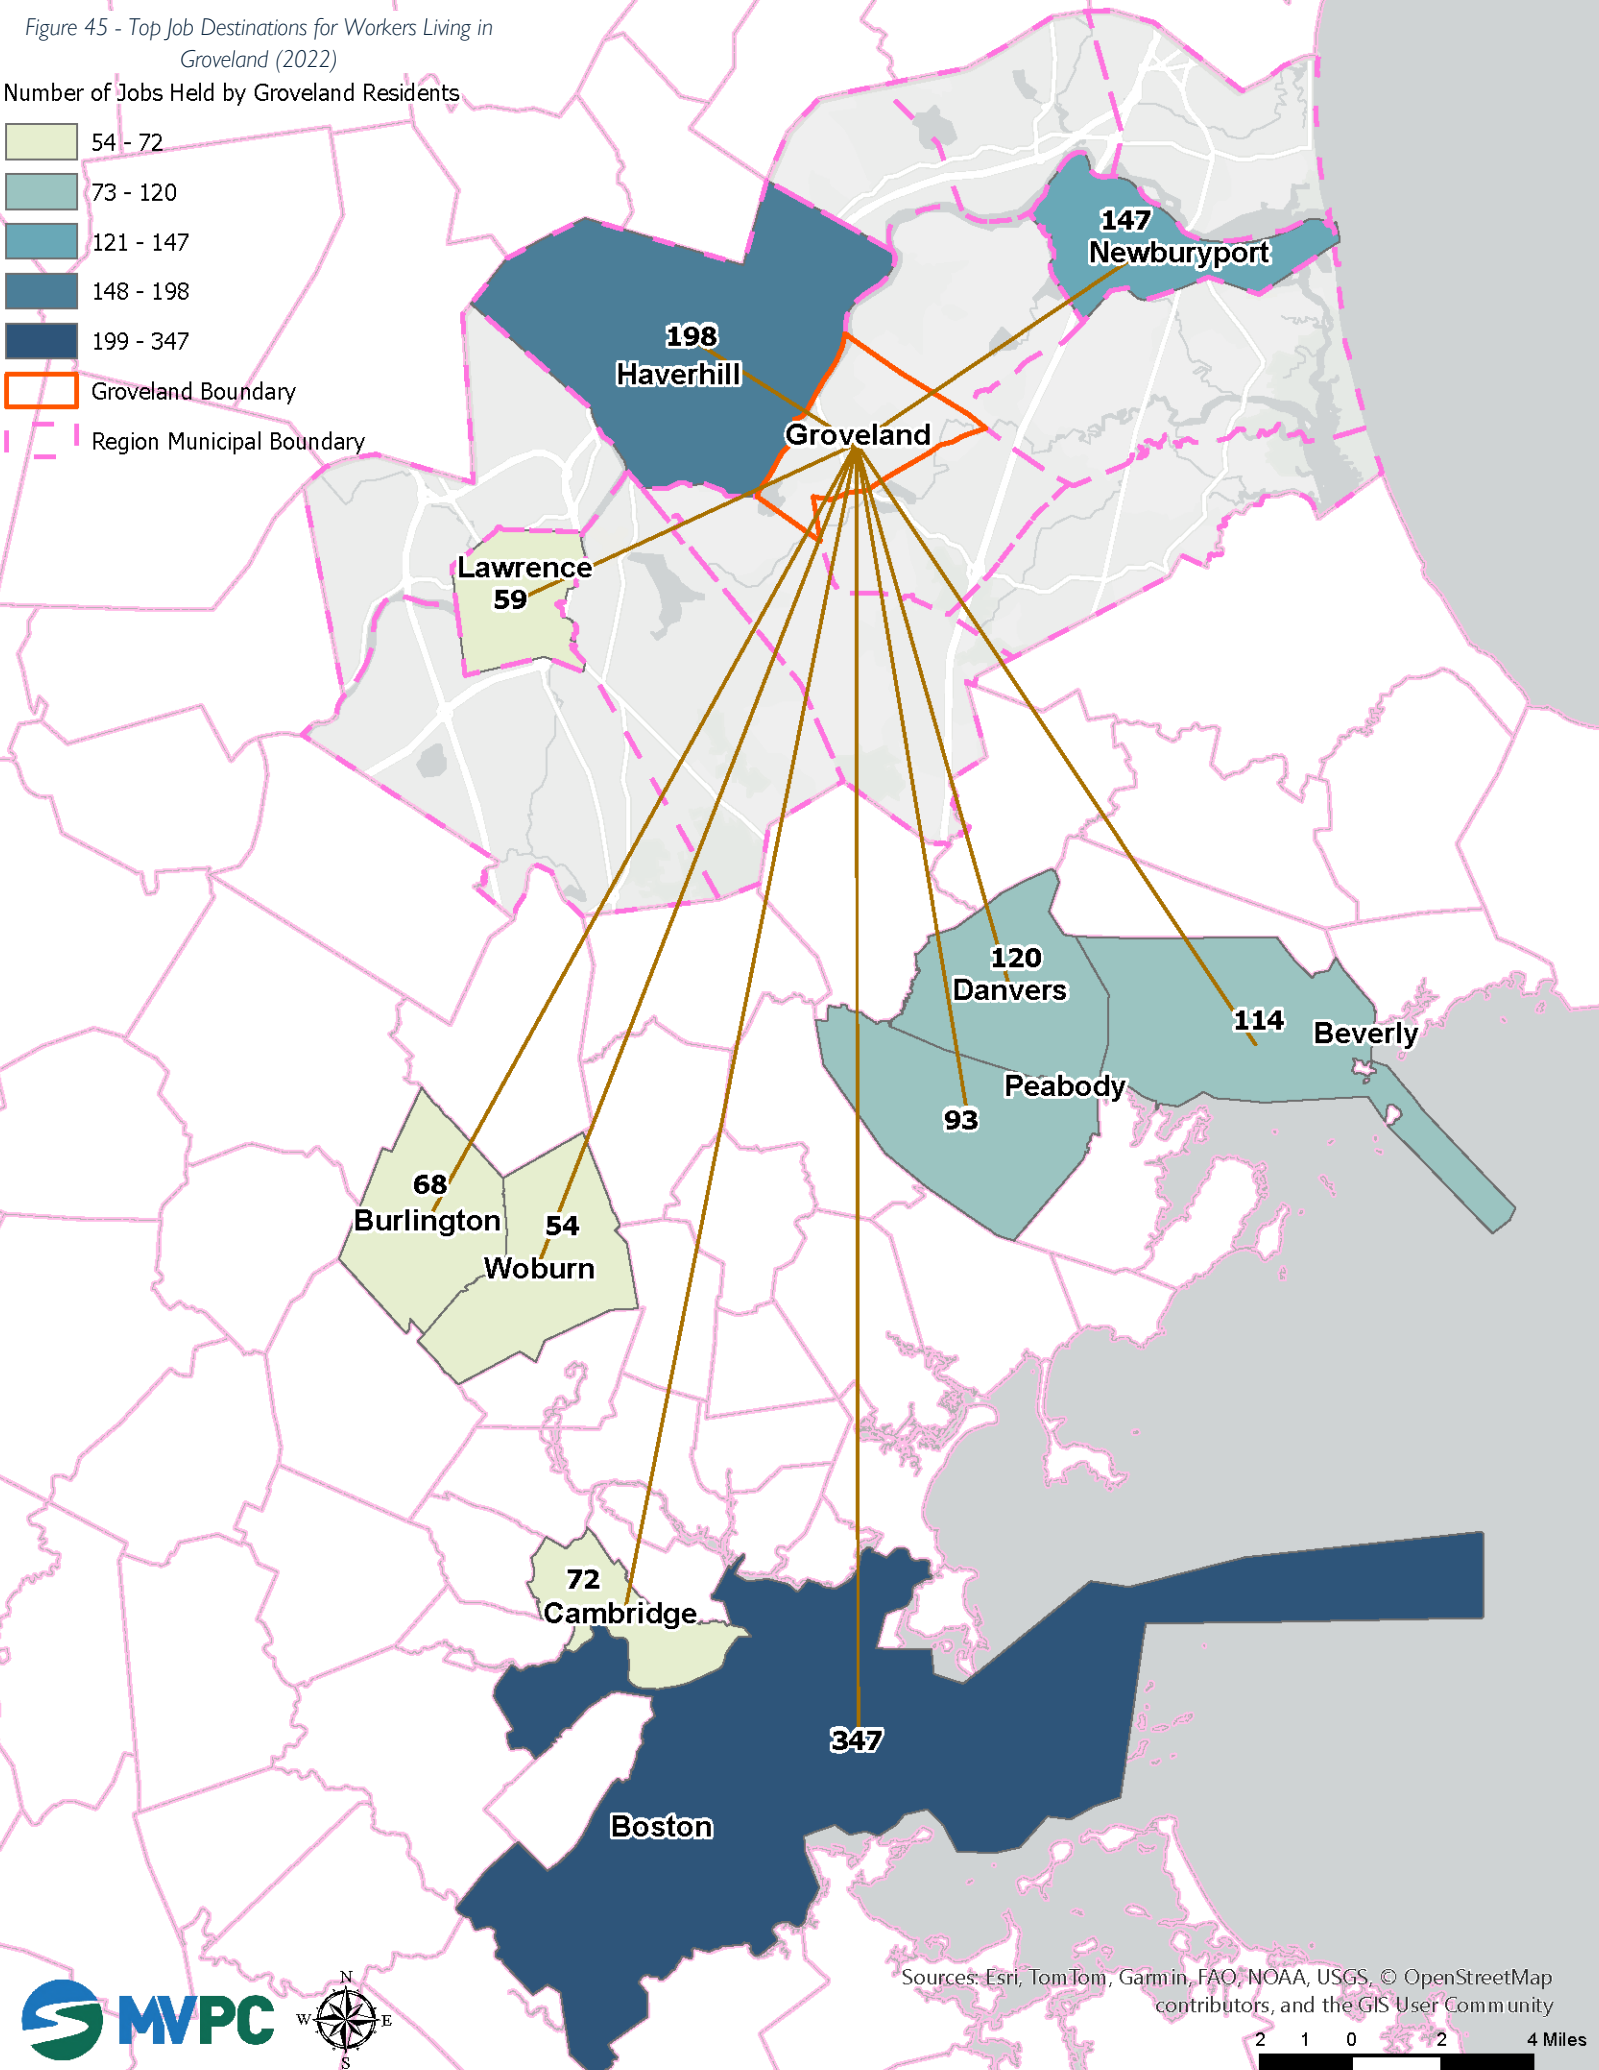 Figure 45 - Top Job Destinations for Workers Living in
Groveland (2022)
Number of Jobs Held by Groveland Residents
54 - 72
73 - 120
121 - 147
148 - 198
199 - 347
Groveland Boundary
Region Municipal Boundary
147
Newburyport
198
Haverhill
Groveland
Lawrence
59
120
Danvers
114
Beverly
Peabody
93
68
Burlington
54
Woburn
72
Cambridge
347
Boston
MVPC
N
W
E
S
Sources: Esri, TomTom, Garmin, FAO, NOAA, USGS, © OpenStreetMap
contributors, and the GIS User Community
2 1 0 2 4 Miles